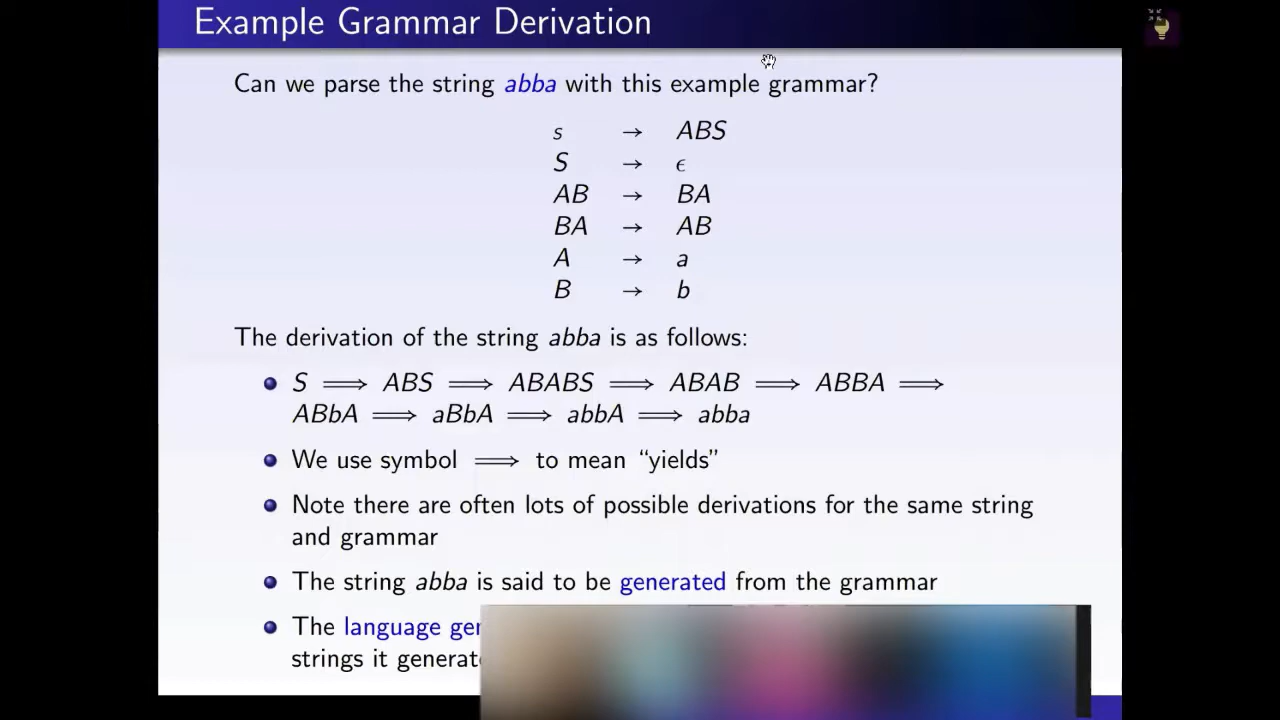 Example Grammar Derivation
Can we parse the string abba with this example grammar?
s → ABS
S → ϵ
AB → BA
BA → AB
A → a
B → b
The derivation of the string abba is as follows:
S ⟹ ABS ⟹ ABABS ⟹ ABAB ⟹ ABBA ⟹
ABbA ⟹ aBbA ⟹ abbA ⟹ abba
We use symbol ⟹ to mean “yields”
Note there are often lots of possible derivations for the same string
and grammar
The string abba is said to be generated from the grammar
The language
strings it